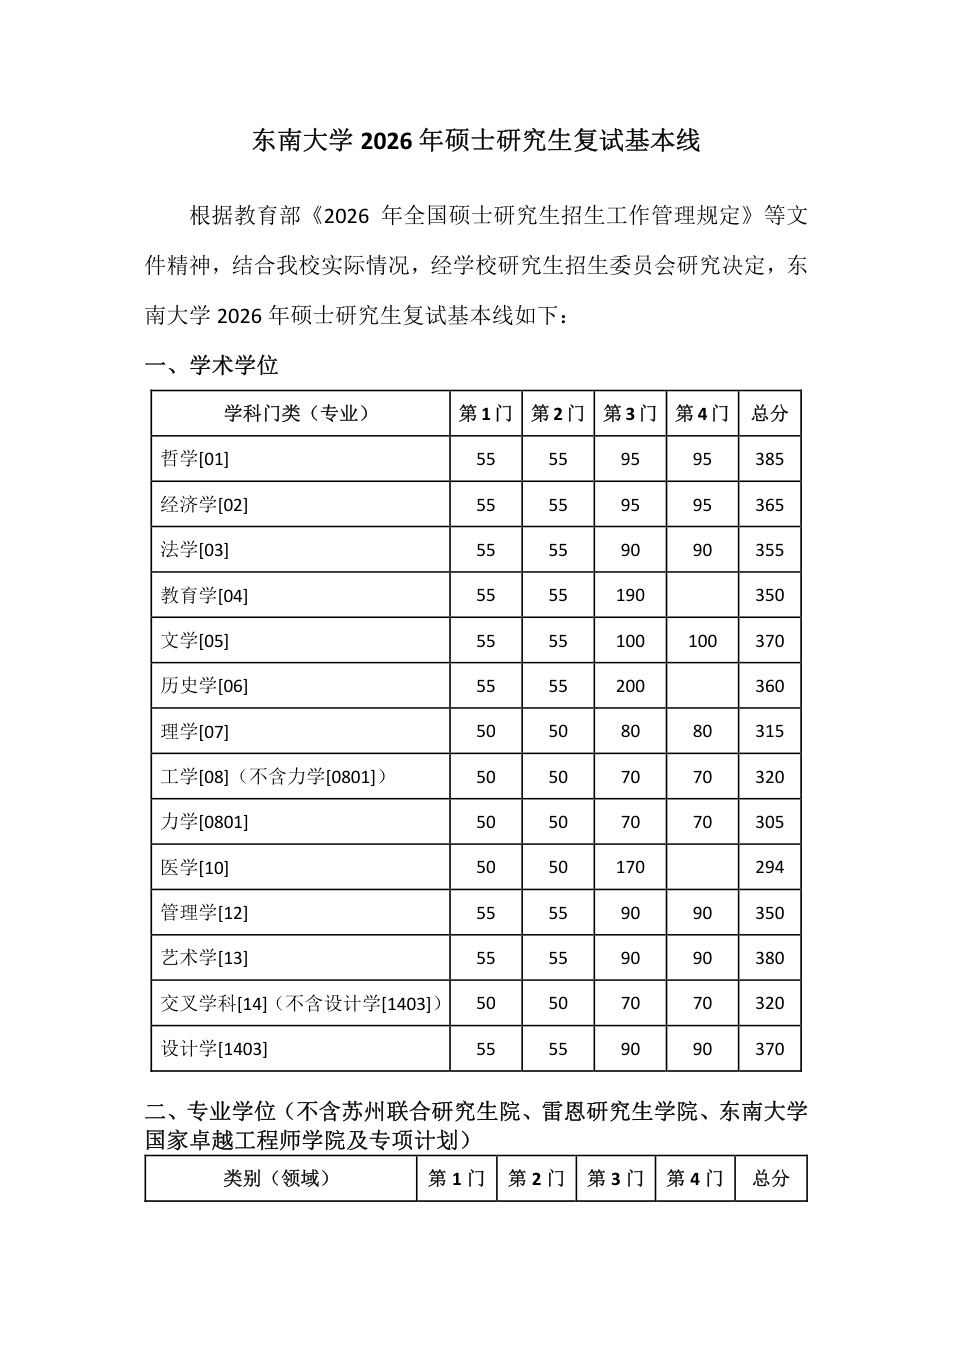 东南大学 2026 年硕士研究生复试基本线
根据教育部《2026 年全国硕士研究生招生工作管理规定》等文
件精神，结合我校实际情况，经学校研究生招生委员会研究决定，东
南大学 2026 年硕士研究生复试基本线如下：
一、学术学位
学科门类（专业） 第 1 门 第 2 门 第 3 门 第 4 门 总分
哲学[01] 55 55 95 95 385
经济学[02] 55 55 95 95 365
法学[03] 55 55 90 90 355
教育学[04] 55 55 190 350
文学[05] 55 55 100 100 370
历史学[06] 55 55 200 360
理学[07] 50 50 80 80 315
工学[08]（不含力学[0801]） 50 50 70 70 320
力学[0801] 50 50 70 70 305
医学[10] 50 50 170 294
管理学[12] 55 55 90 90 350
艺术学[13] 55 55 90 90 380
交叉学科[14]（不含设计学[1403]） 50 50 70 70 320
设计学[1403] 55 55 90 90 370
二、专业学位（不含苏州联合研究生院、雷恩研究生学院、东南大学
国家卓越工程师学院及专项计划）
类别（领域） 第 1 门 第 2 门 第 3 门 第 4 门 总分